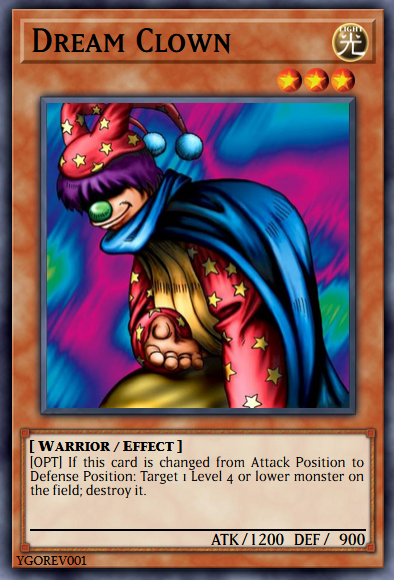 Dream Clown
LIGHT
光
[ Warrior / Effect ]
[OPT] If this card is changed from Attack Position to
Defense Position: Target 1 Level 4 or lower monster on
the field; destroy it.
ATK / 1200 DEF / 900
YGOREV001